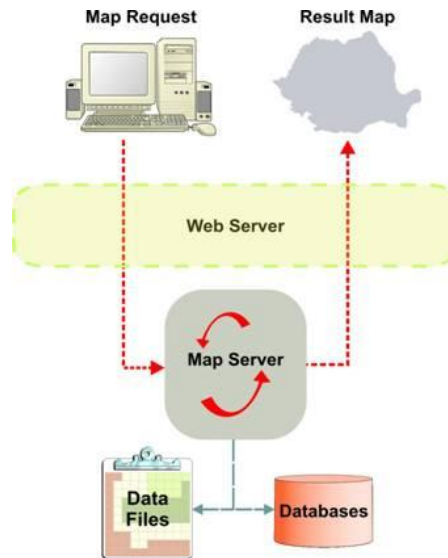 Map Request
Result Map
Web Server
Map Server
Data
Files
Databases